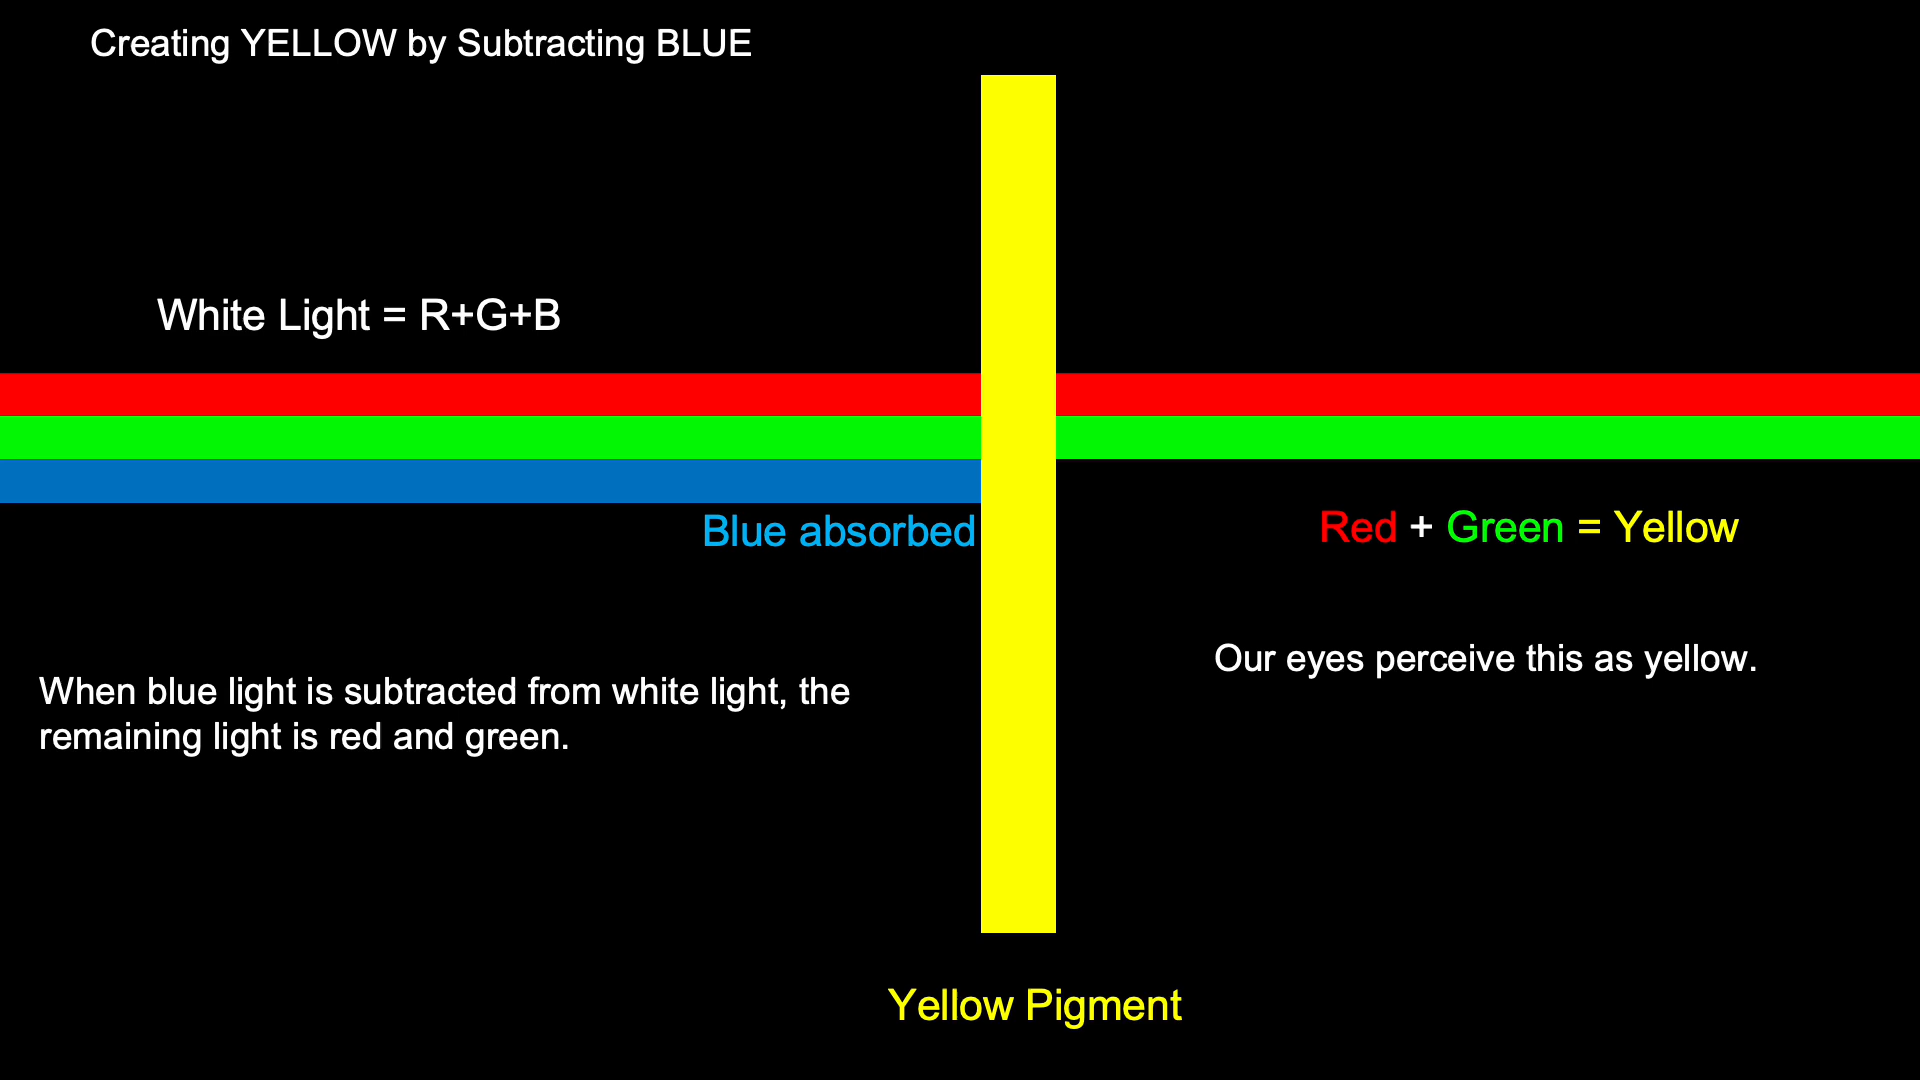 Creating YELLOW by Subtracting BLUE
White Light = R+G+B
Blue absorbed
Red + Green = Yellow
Our eyes perceive this as yellow.
When blue light is subtracted from white light, the
remaining light is red and green.
Yellow Pigment